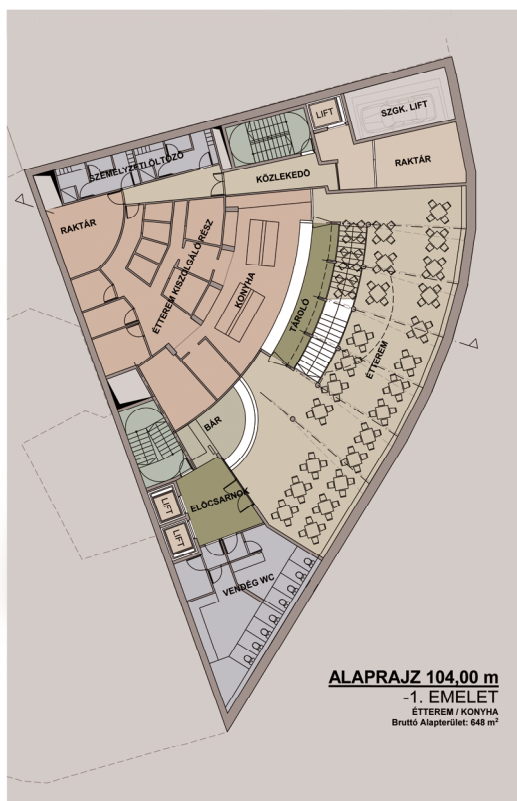 LIFT
SZGK. LIFT
SZEMÉLYZETI ÖLTÖZŐ
KÖZLEKEDŐ
RAKTÁR
RAKTÁR
ÉTTEREM KISZOLGÁLÓ RÉSZ
KONYHA
TÁROLÓ
ÉTTEREM
BÁR
ELŐCSARNOK
LIFT
LIFT
VENDÉG WC
ALAPRAJZ 104,00 m
-1. EMELET
ÉTTEREM / KONYHA
Bruttó Alapterület: 648 m²